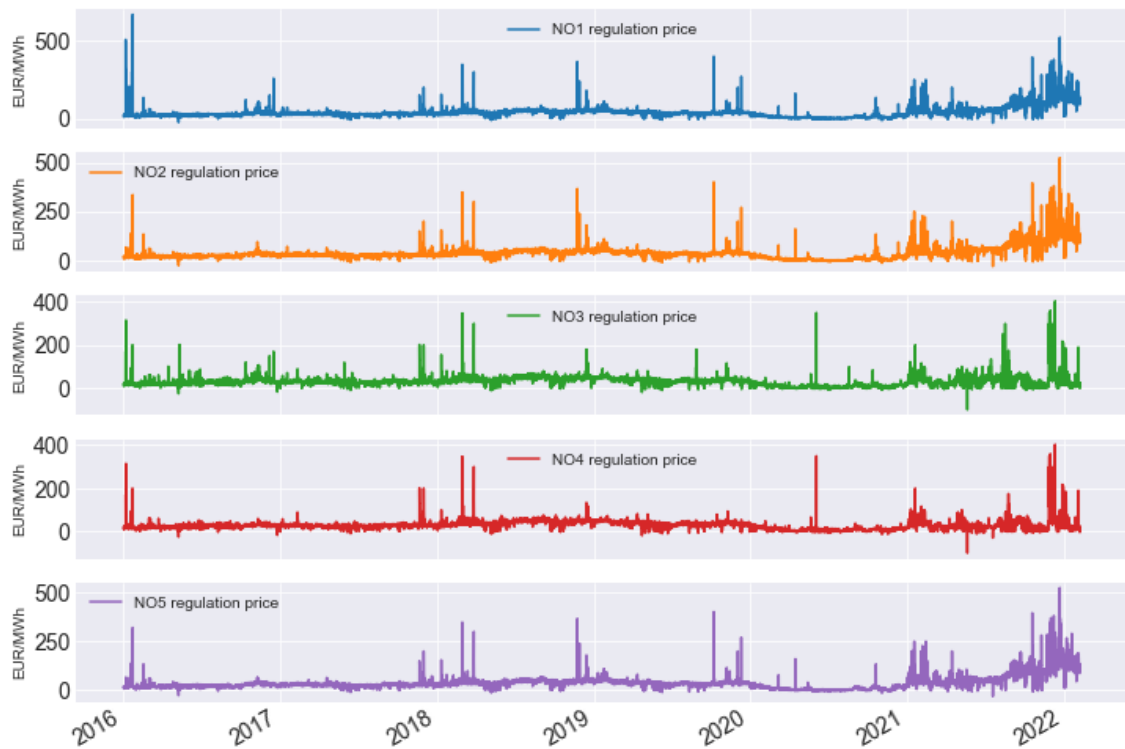 NO1 regulation price
EUR/MWh
500
0
NO2 regulation price
EUR/MWh
500
250
0
NO3 regulation price
EUR/MWh
400
200
0
NO4 regulation price
EUR/MWh
400
200
0
NO5 regulation price
EUR/MWh
500
250
0
2016 2017 2018 2019 2020 2021 2022